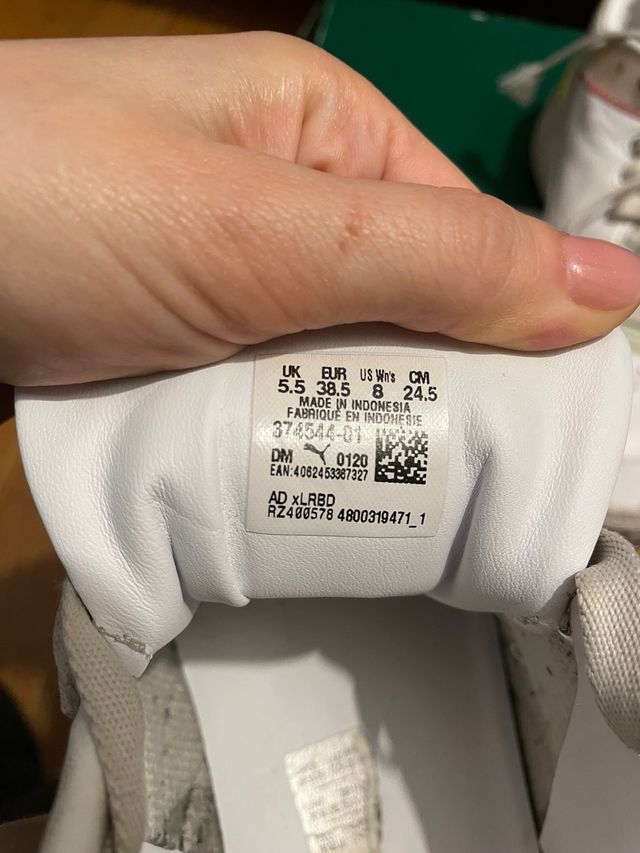 UK EUR US Wn's CM
5.5 38.5 8 24.5
MADE IN INDONESIA
FABRIQUÉ EN INDONESIE
374544-01
DM 0120
EAN:4062453367327
AD xLRBD
RZ400578 4800319471_1